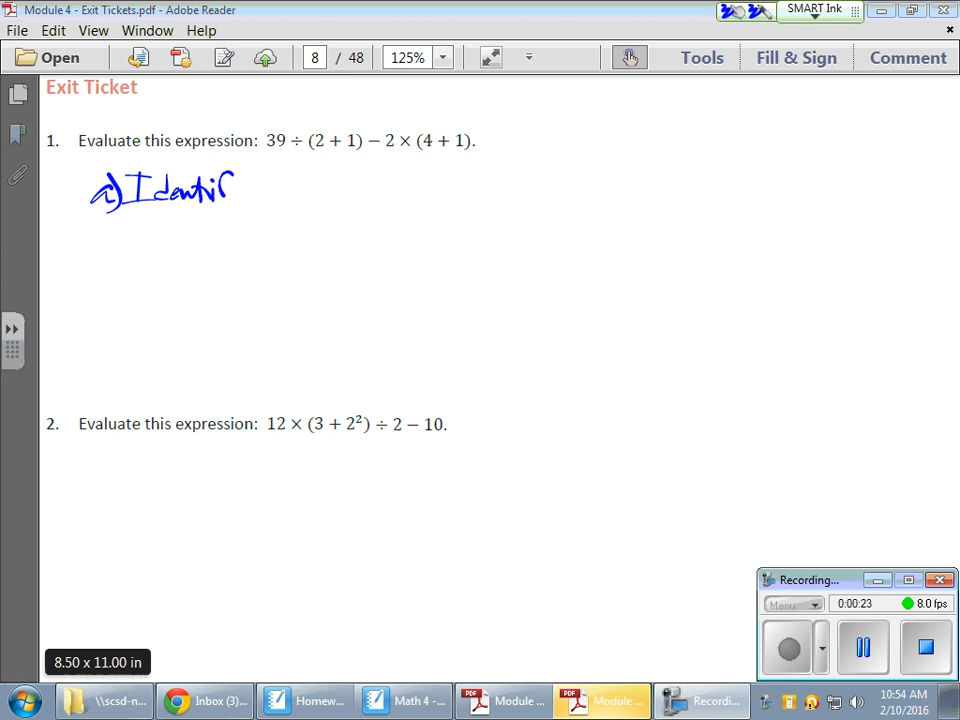 Module 4 - Exit Tickets.pdf - Adobe Reader
SMART Ink
File Edit View Window Help
Open 8 / 48 125% Tools Fill & Sign Comment
Exit Ticket
1. Evaluate this expression: 39 ÷ (2 + 1) − 2 × (4 + 1).
a) Identif
2. Evaluate this expression: 12 × (3 + 2²) ÷ 2 − 10.
Recording...
Menu 0:00:23 8.0 fps
8.50 x 11.00 in
\\scsd-n... Inbox (3)... Homew... Math 4 -... Module ... Module ... Recordin... 10:54 AM
2/10/2016